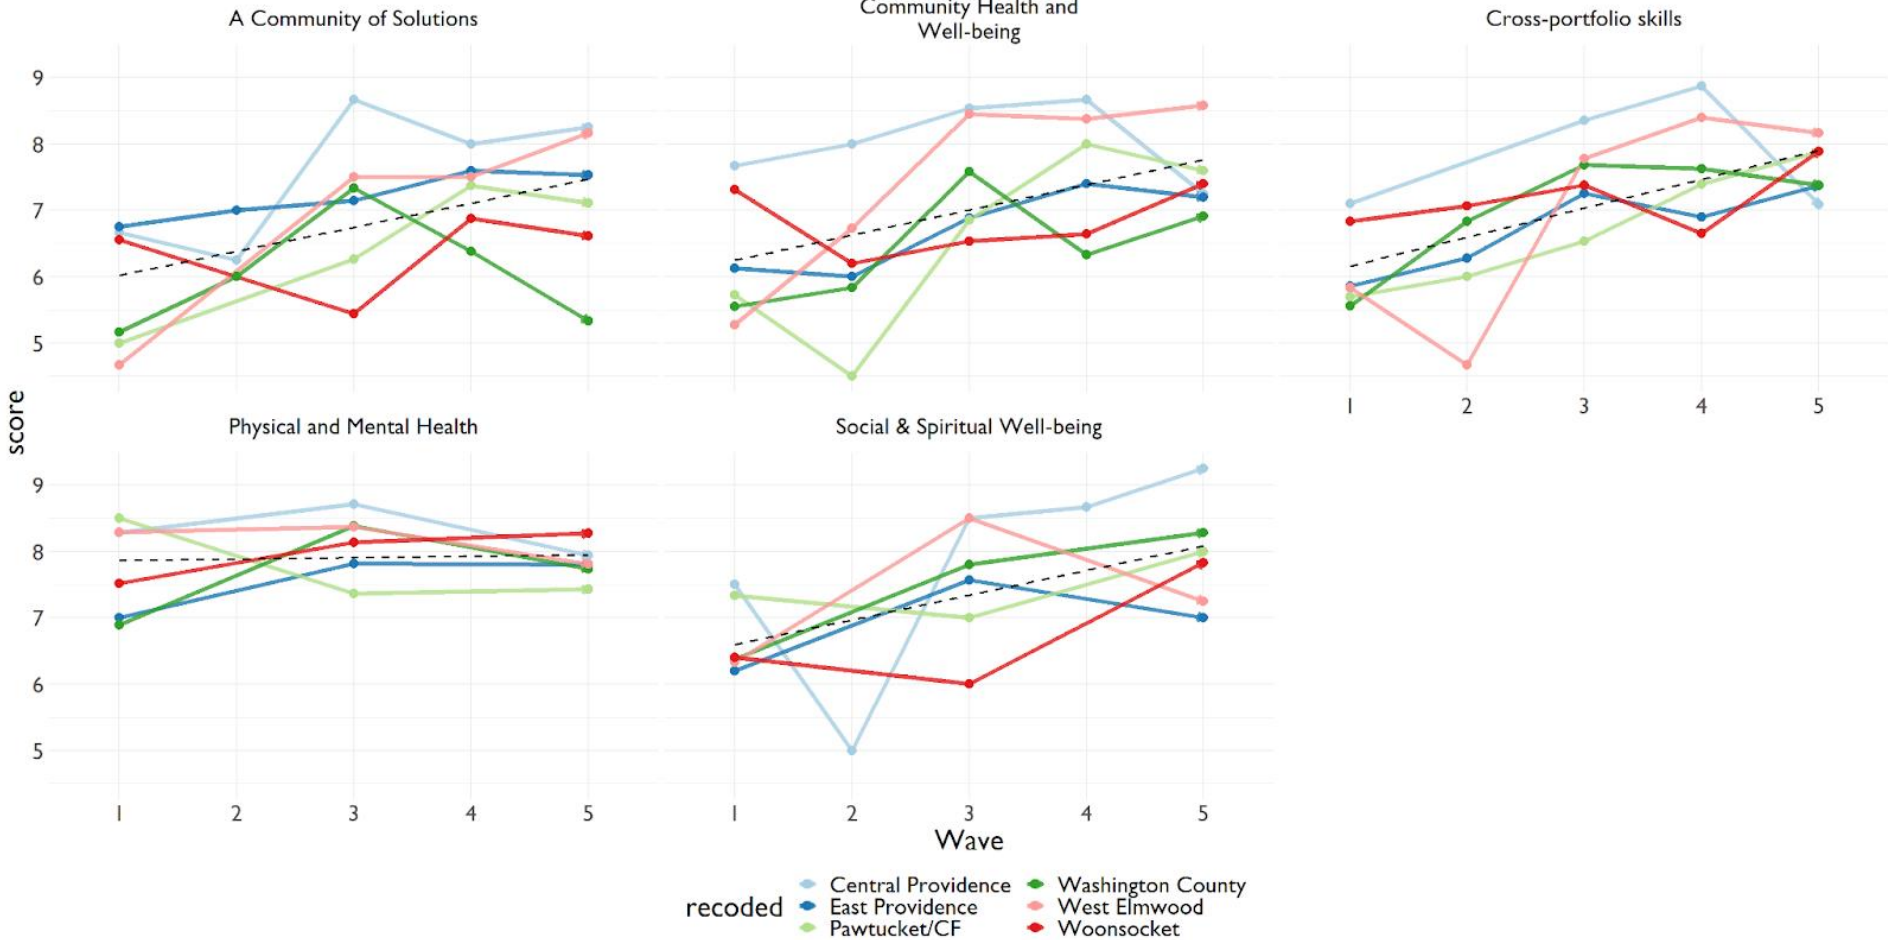 A Community of Solutions
Community Health and
Well-being
Cross-portfolio skills
9
8
7
6
5
1 2 3 4 5
score
Physical and Mental Health
Social & Spiritual Well-being
9
8
7
6
5
1 2 3 4 5
1 2 3 4 5
Wave
recoded
Central Providence
East Providence
Pawtucket/CF
Washington County
West Elmwood
Woonsocket